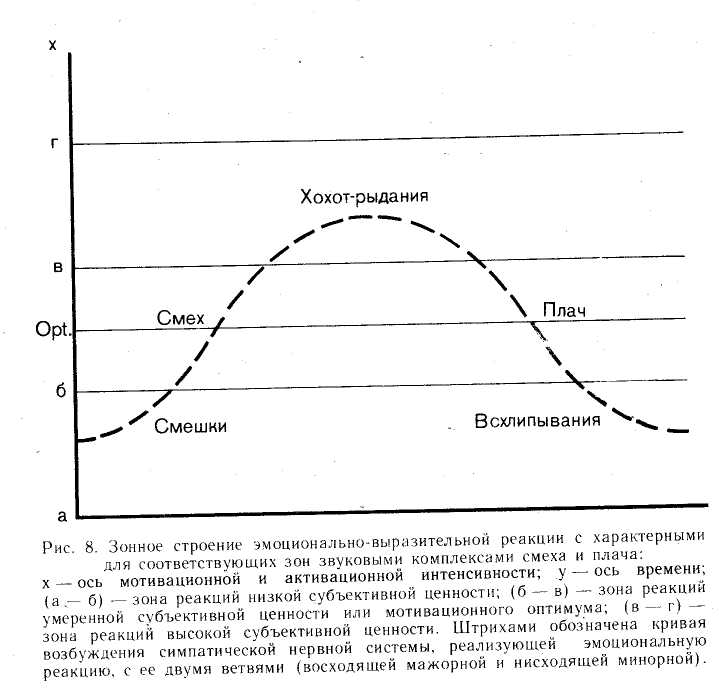 х
г
Хохот-рыдания
в
Смех
Плач
Opt.
б
Смешки
Всхлипывания
а
Рис. 8. Зонное строение эмоционально-выразительной реакции с характерными
для соответствующих зон звуковыми комплексами смеха и плача:
х — ось мотивационной и активационной интенсивности; у — ось времени;
(а — б) — зона реакций низкой субъективной ценности; (б — в) — зона реакций
умеренной субъективной ценности или мотивационного оптимума; (в — г) —
зона реакций высокой субъективной ценности. Штрихами обозначена кривая
возбуждения симпатической нервной системы, реализующей эмоциональную
реакцию, с ее двумя ветвями (восходящей мажорной и нисходящей минорной).